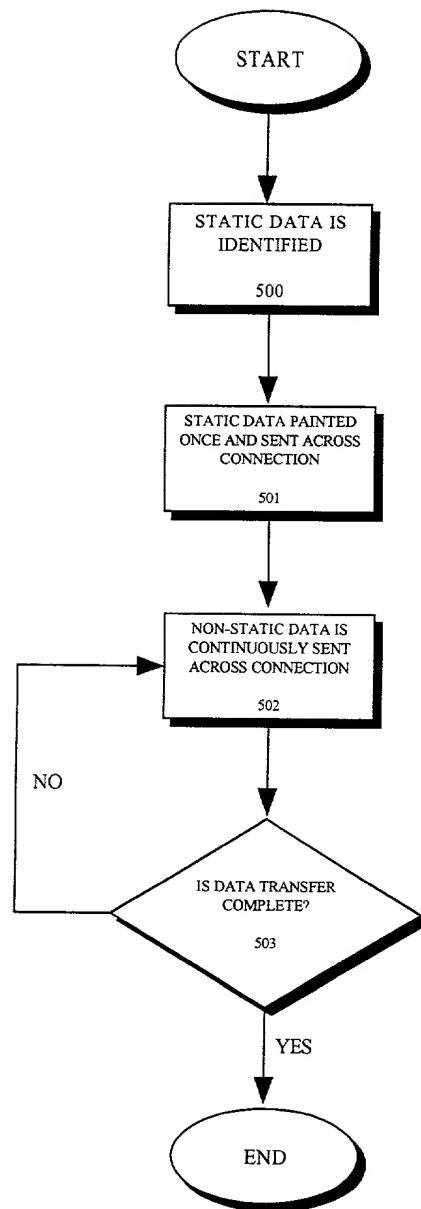 START
STATIC DATA IS
IDENTIFIED
500
STATIC DATA PAINTED
ONCE AND SENT ACROSS
CONNECTION
501
NON-STATIC DATA IS
CONTINUOUSLY SENT
ACROSS CONNECTION
502
NO
IS DATA TRANSFER
COMPLETE?
503
YES
END